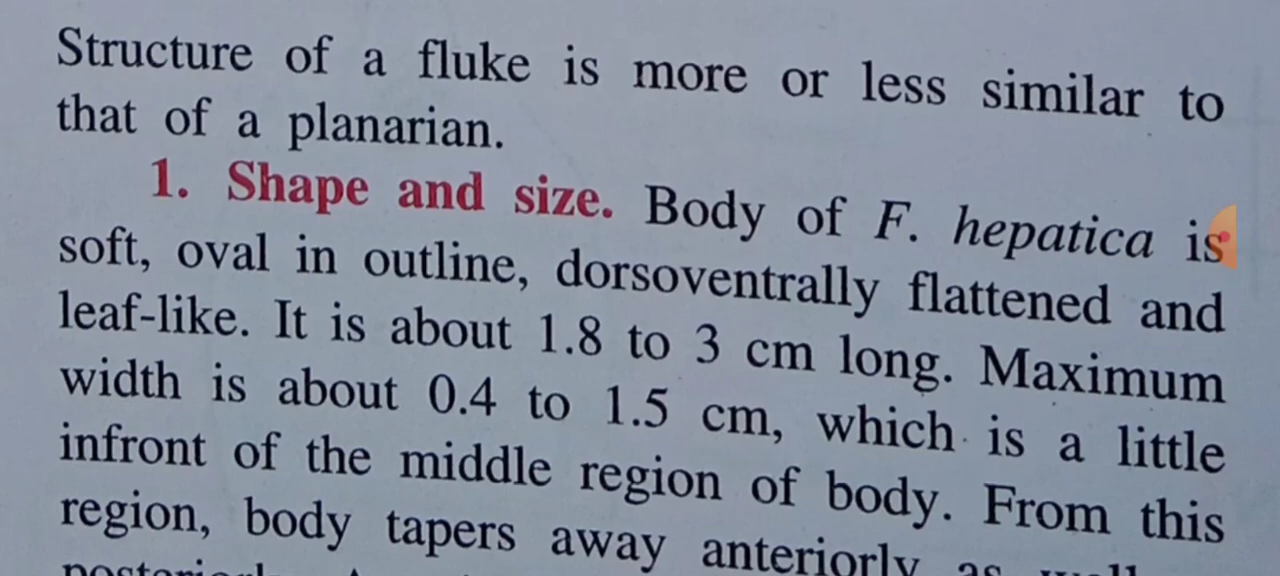 Structure of a fluke is more or less similar to
that of a planarian.
1. Shape and size. Body of F. hepatica is
soft, oval in outline, dorsoventrally flattened and
leaf-like. It is about 1.8 to 3 cm long. Maximum
width is about 0.4 to 1.5 cm, which is a little
infront of the middle region of body. From this
region, body tapers away anteriorly as